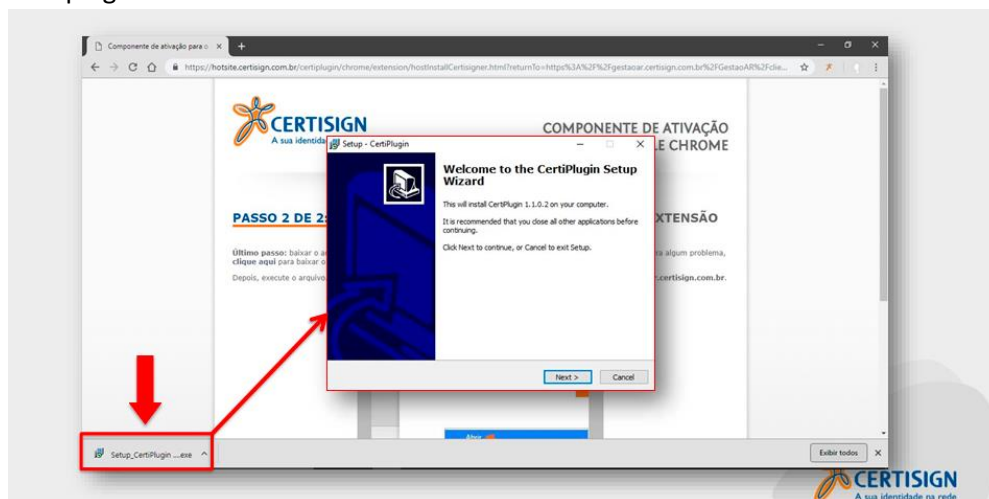 Componente de ativação para o
https://hotsite.certisign.com.br/certiplugin/chrome/extension/hostInstallCertisigner.html?returnTo=https%3A%2F%2Fgestaoar.certisign.com.br%2FGestaoAR%2Fclie...
CERTISIGN
A sua identida
COMPONENTE DE ATIVAÇÃO
LE CHROME
Setup - CertiPlugin
Welcome to the CertiPlugin Setup
Wizard
This will install CertPlugin 1.1.0.2 on your computer.
It is recommended that you close all other applications before
continuing.
Click Next to continue, or Cancel to exit Setup.
Next >
Cancel
PASSO 2 DE 2:
XTENSÃO
Último passo: baixar o a
ra algum problema,
clique aqui para baixar o
Depois, execute o arquivo
r.certisign.com.br.
Abrir
Setup_CertiPlugin ....exe
Exibir todos
CERTISIGN
A sua identidade na rede